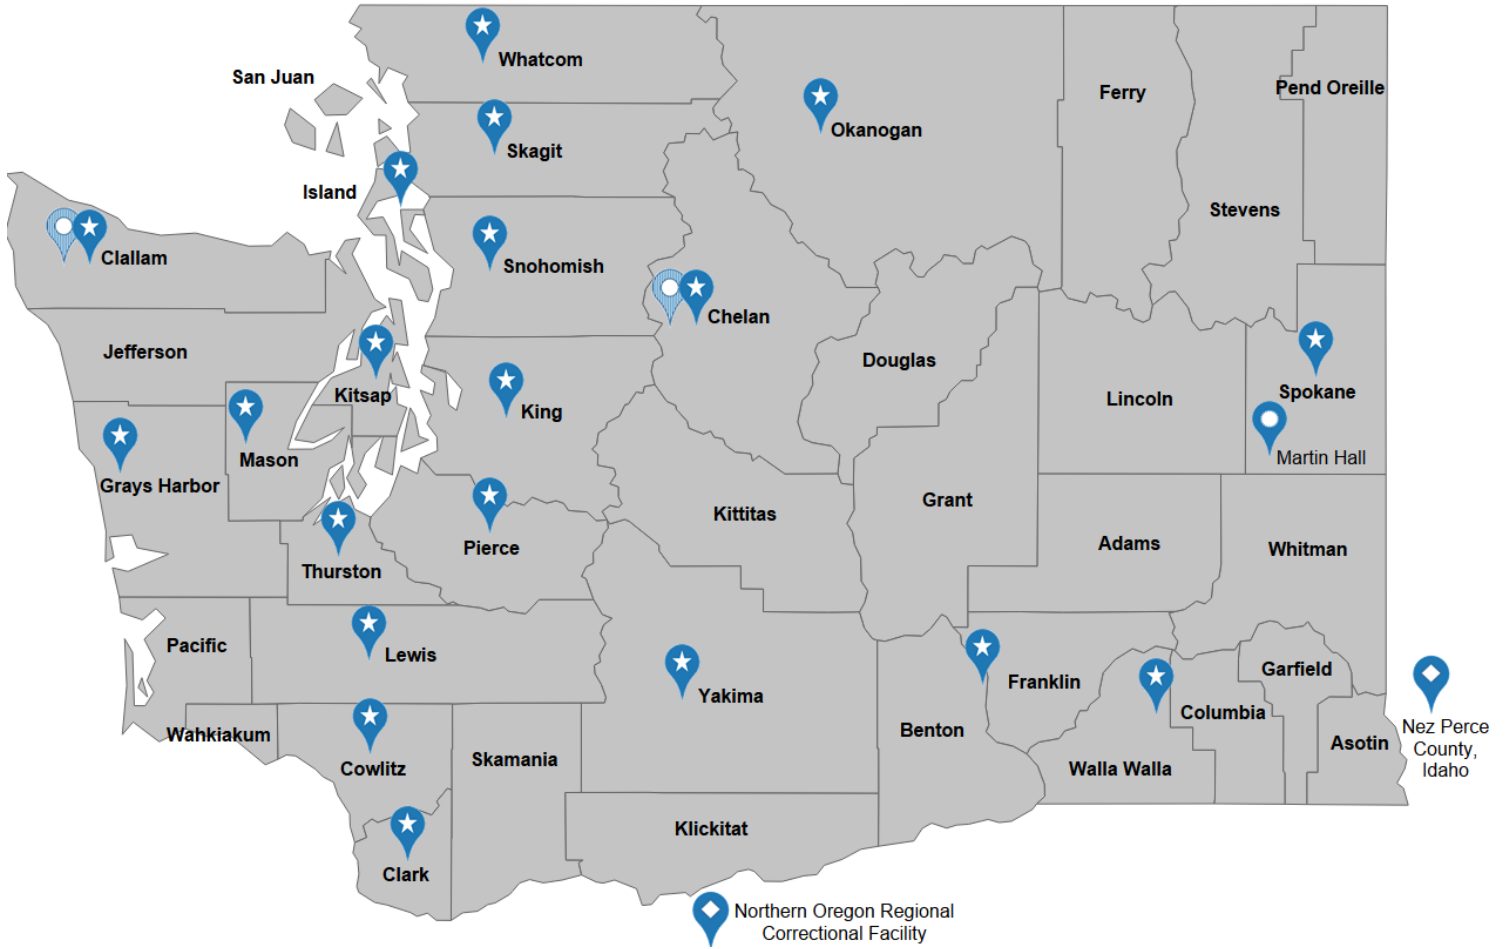 Whatcom
San Juan
Pend Oreille
Ferry
Okanogan
Skagit
Island
Stevens
Clallam
Snohomish
Chelan
Jefferson
Douglas
Kitsap
Spokane
Lincoln
King
Martin Hall
Mason
Grays Harbor
Grant
Kittitas
Adams
Pierce
Whitman
Thurston
Pacific
Lewis
Garfield
Franklin
Yakima
Columbia
Nez Perce
County,
Idaho
Benton
Wahkiakum
Asotin
Skamania
Cowlitz
Walla Walla
Klickitat
Clark
Northern Oregon Regional
Correctional Facility